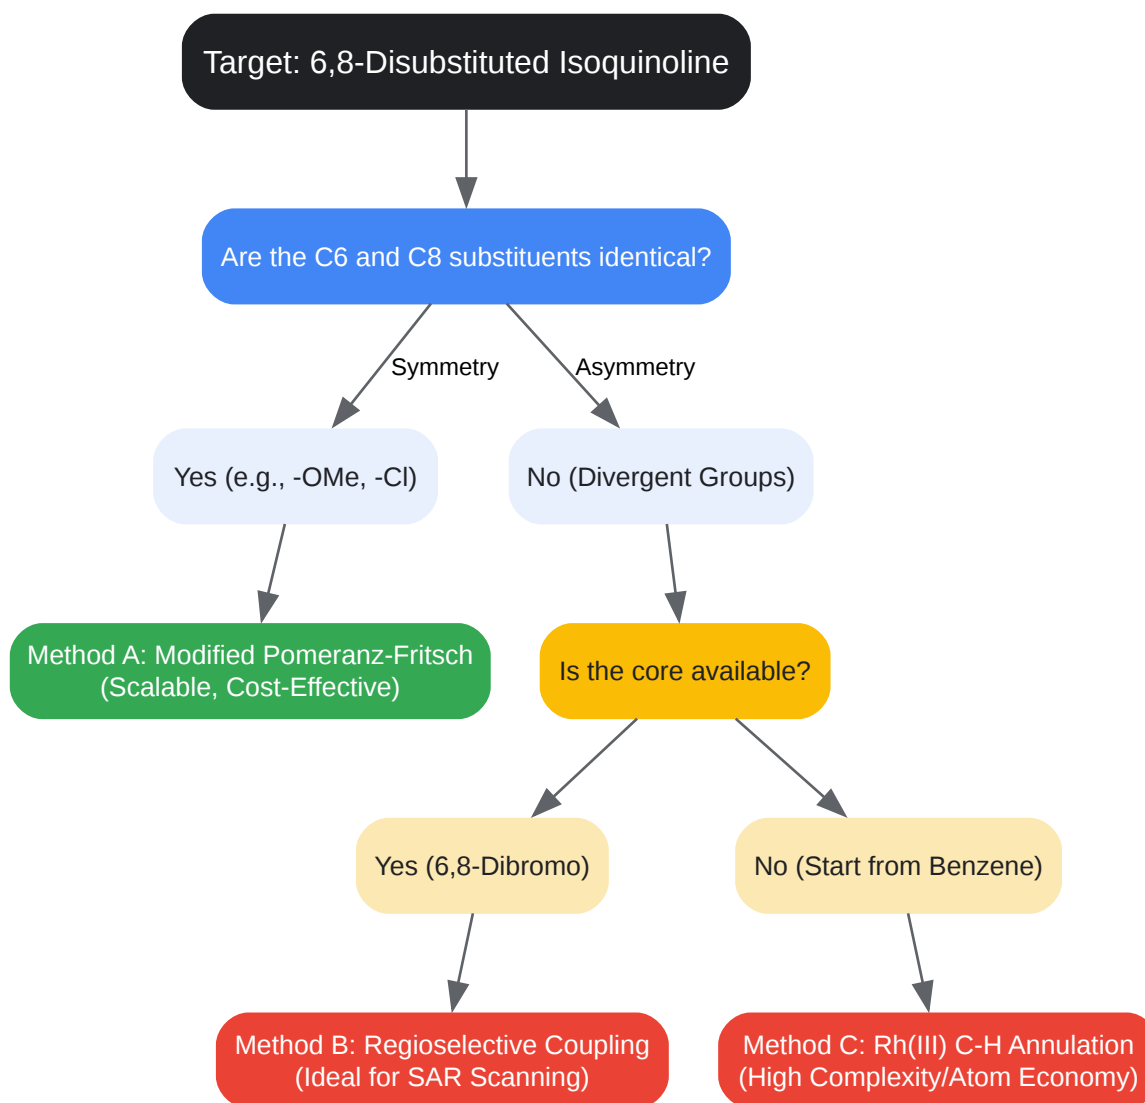 Target: 6,8-Disubstituted Isoquinoline
Are the C6 and C8 substituents identical?
Symmetry
Asymmetry
Yes (e.g., -OMe, -Cl)
No (Divergent Groups)
Method A: Modified Pomeranz-Fritsch
(Scalable, Cost-Effective)
Is the core available?
Yes (6,8-Dibromo)
No (Start from Benzene)
Method B: Regioselective Coupling
(Ideal for SAR Scanning)
Method C: Rh(III) C-H Annulation
(High Complexity/Atom Economy)